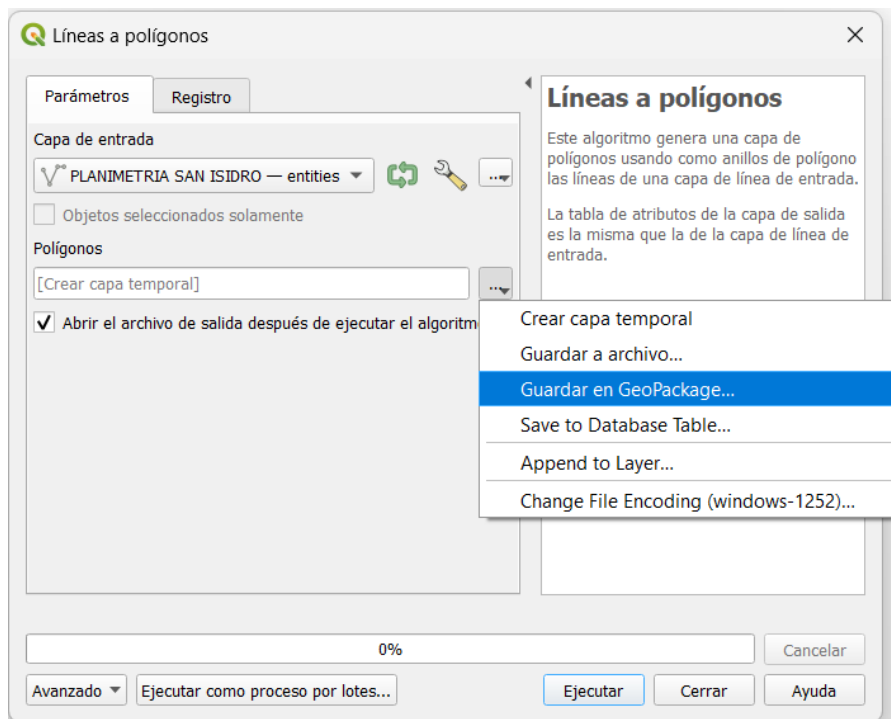 Líneas a polígonos
Parámetros
Registro
Capa de entrada
PLANIMETRIA SAN ISIDRO — entities
Objetos seleccionados solamente
Polígonos
[Crear capa temporal]
Abrir el archivo de salida después de ejecutar el algoritm
Líneas a polígonos
Este algoritmo genera una capa de
polígonos usando como anillos de polígono
las líneas de una capa de línea de entrada.
La tabla de atributos de la capa de salida
es la misma que la de la capa de línea de
entrada.
Crear capa temporal
Guardar a archivo...
Guardar en GeoPackage...
Save to Database Table...
Append to Layer...
Change File Encoding (windows-1252)...
0%
Cancelar
Avanzado
Ejecutar como proceso por lotes...
Ejecutar
Cerrar
Ayuda